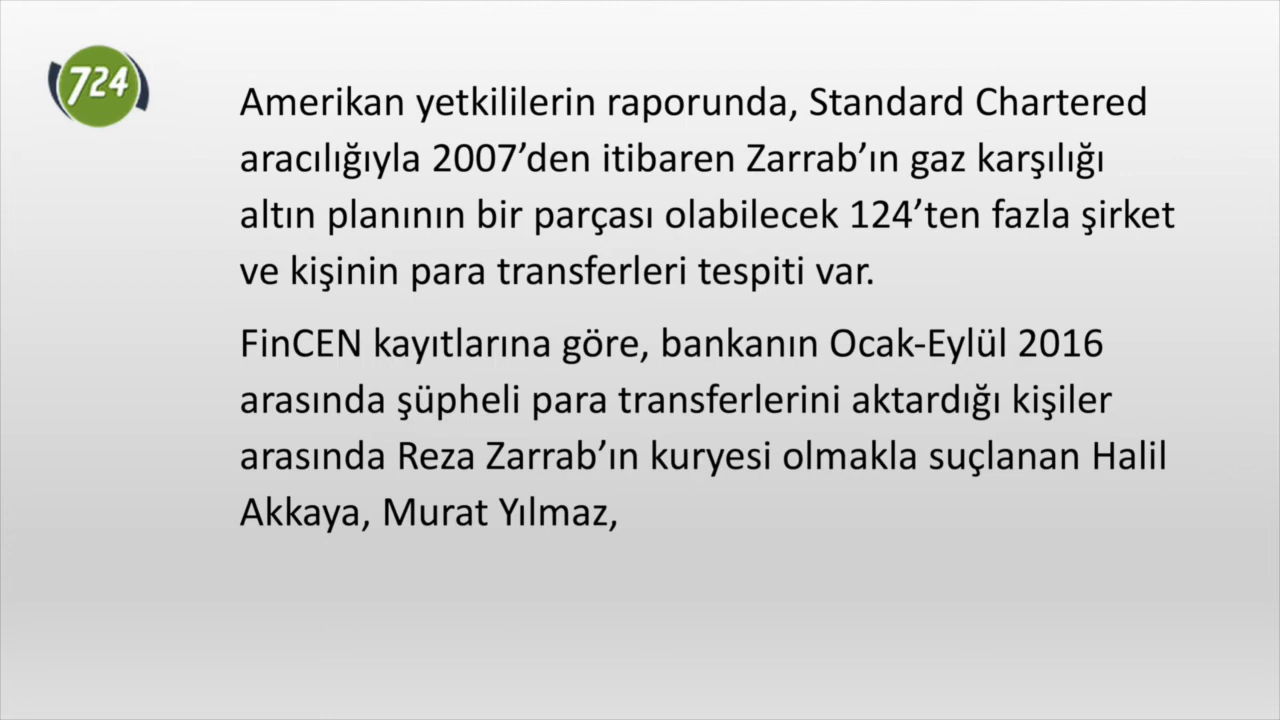 724
Amerikan yetkililerin raporunda, Standard Chartered
aracılığıyla 2007’den itibaren Zarrab’ın gaz karşılığı
altın planının bir parçası olabilecek 124’ten fazla şirket
ve kişinin para transferleri tespiti var.
FinCEN kayıtlarına göre, bankanın Ocak-Eylül 2016
arasında şüpheli para transferlerini aktardığı kişiler
arasında Reza Zarrab’ın kuryesi olmakla suçlanan Halil
Akkaya, Murat Yılmaz,